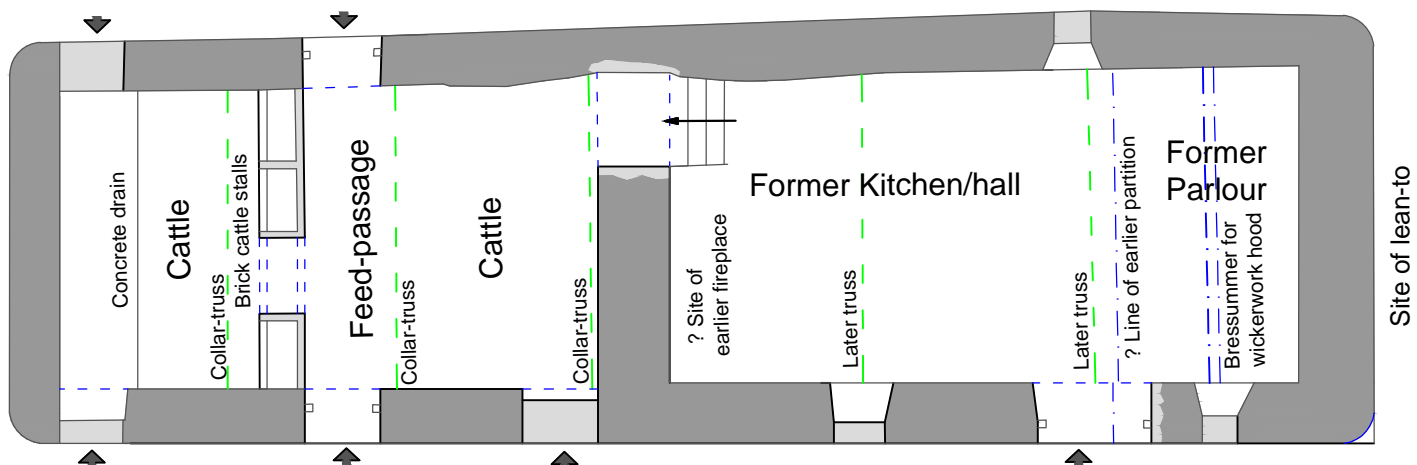 Concrete drain
Cattle
Collar-truss
Brick cattle stalls
Feed-passage
Collar-truss
Cattle
Collar-truss
? Site of
earlier fireplace
Former Kitchen/hall
Later truss
Later truss
? Line of earlier partition
Former
Parlour
Bressummer for
wickerwork hood
Site of lean-to